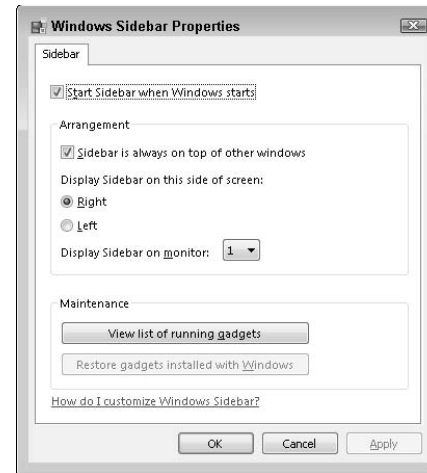 Windows Sidebar Properties
Sidebar
Start Sidebar when Windows starts
Arrangement
Sidebar is always on top of other windows
Display Sidebar on this side of screen:
Right
Left
Display Sidebar on monitor: 1
Maintenance
View list of running gadgets
Restore gadgets installed with Windows
How do I customize Windows Sidebar?
OK Cancel Apply